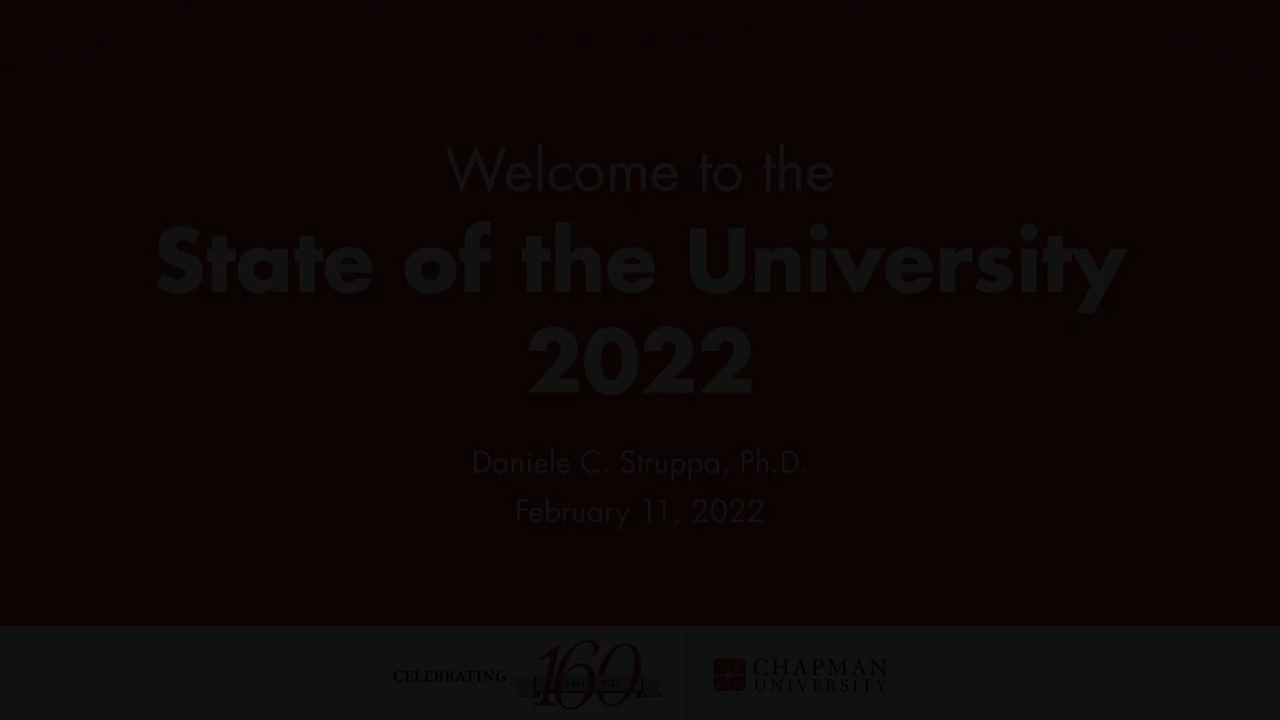 Welcome to the
State of the University
2022
Daniele C. Struppa, Ph.D.
February 11, 2022
CELEBRATING
160
CHAPMAN
UNIVERSITY